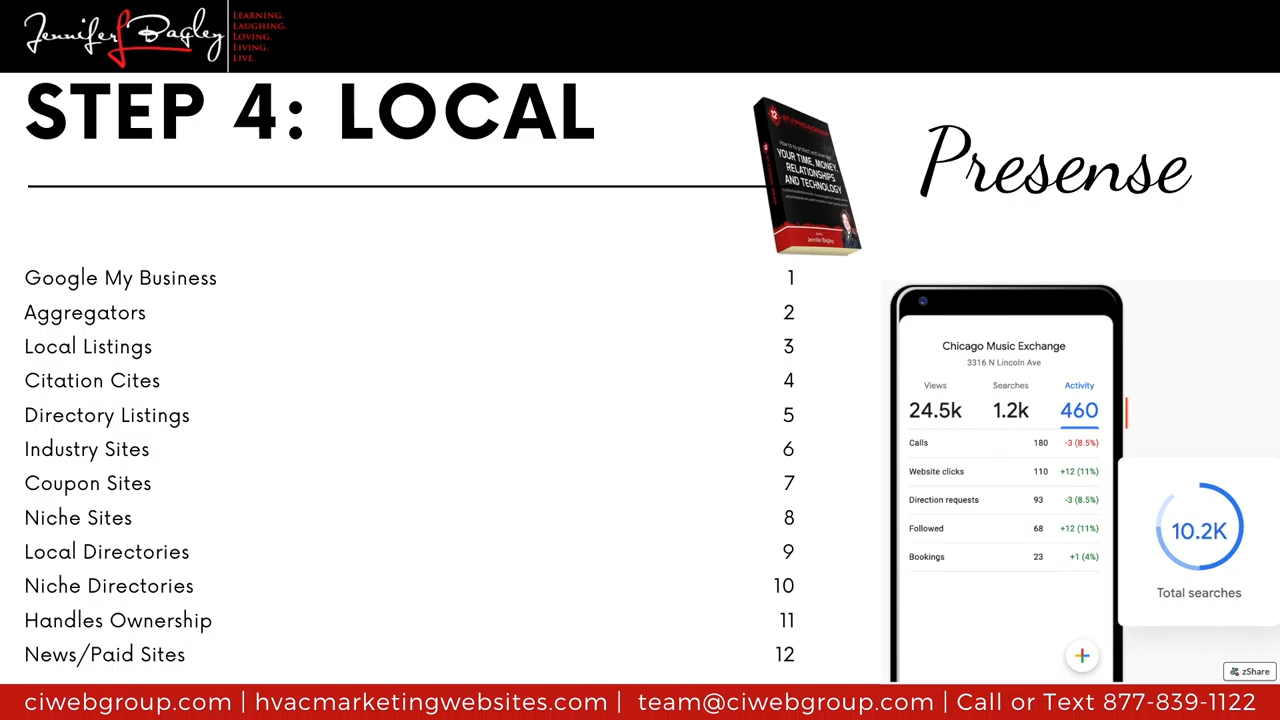 Jennifer Bagley
LEARNING.
LAUGHING.
LOVING.
LIVING.
LIVE.
STEP 4: LOCAL
Presense
YOUR TIME, MONEY,
RELATIONSHIPS
AND TECHNOLOGY
Jennifer Bagley
Google My Business 1
Aggregators 2
Local Listings 3
Citation Cites 4
Directory Listings 5
Industry Sites 6
Coupon Sites 7
Niche Sites 8
Local Directories 9
Niche Directories 10
Handles Ownership 11
News/Paid Sites 12
Chicago Music Exchange
3316 N Lincoln Ave
Views Searches Activity
24.5k 1.2k 460
Calls 180 -3 (8.5%)
Website clicks 110 +12 (11%)
Direction requests 93 -3 (8.5%)
Followed 68 +12 (11%)
Bookings 23 +1 (4%)
10.2K
Total searches
zShare
ciwebgroup.com | hvacmarketingwebsites.com | team@ciwebgroup.com | Call or Text 877-839-1122